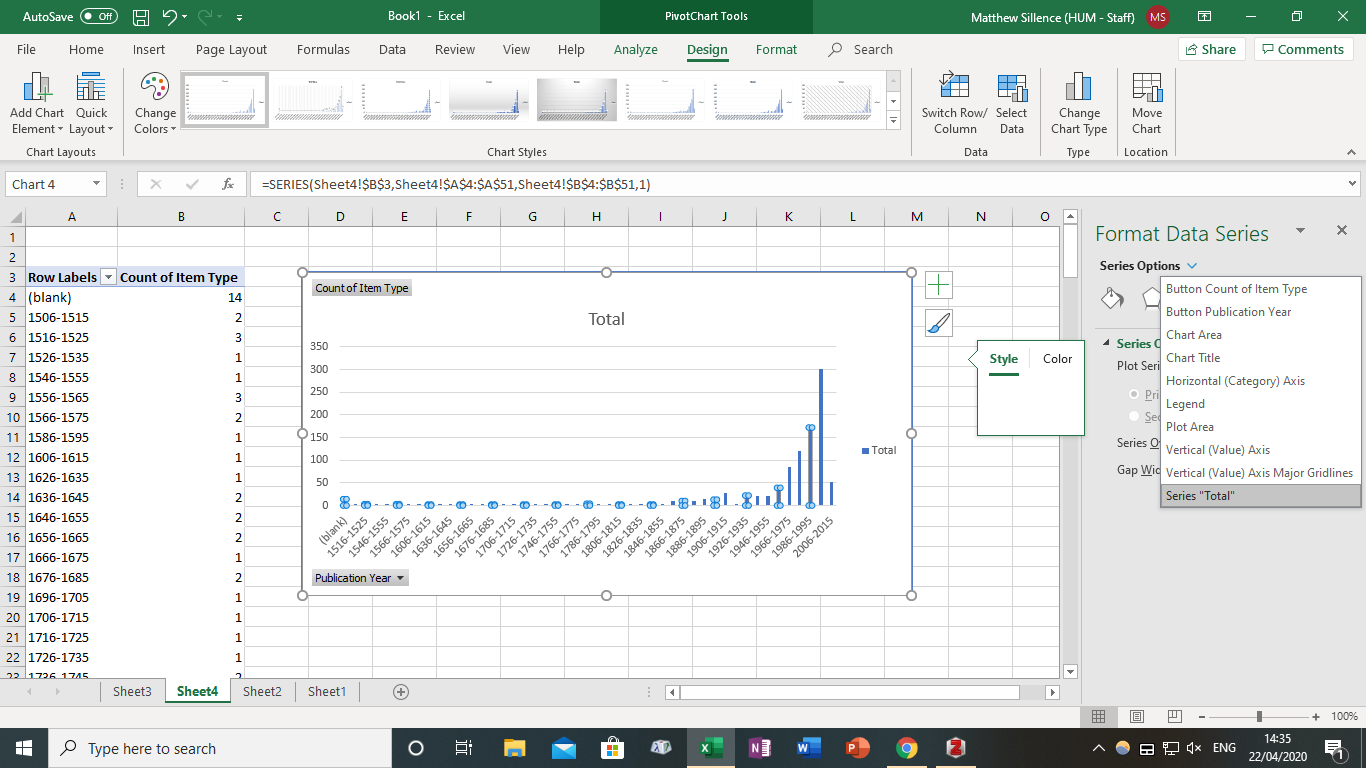 AutoSave Off Book1 - Excel PivotChart Tools Matthew Sillence (HUM - Staff) MS
File Home Insert Page Layout Formulas Data Review View Help Analyze Design Format Search Share Comments
Add Chart Element
Quick Layout
Change Colors
Switch Row/ Column
Select Data
Change Chart Type
Move Chart
Chart Layouts Chart Styles Data Type Location
Chart 4 fx =SERIES(Sheet4!$B$3,Sheet4!$A$4:$A$51,Sheet4!$B$4:$B$51,1)
A B C D E F G H I J K L M N O
1
2
3 Row Labels Count of Item Type
4 (blank) 14
5 1506-1515 2
6 1516-1525 3
7 1526-1535 1
8 1546-1555 1
9 1556-1565 3
10 1566-1575 2
11 1586-1595 1
12 1606-1615 1
13 1626-1635 1
14 1636-1645 2
15 1646-1655 2
16 1656-1665 2
17 1666-1675 1
18 1676-1685 2
19 1696-1705 1
20 1706-1715 1
21 1716-1725 1
22 1726-1735 1
23 1736-1745 2
Count of Item Type
Total
350
300
250
200
150
100
50
0
(blank) 1516-1525 1546-1555 1566-1575 1606-1615 1636-1645 1656-1665 1676-1685 1706-1715 1726-1735 1746-1755 1766-1775 1786-1795 1806-1815 1826-1835 1846-1855 1866-1875 1886-1895 1906-1915 1926-1935 1946-1955 1966-1975 1986-1995 2006-2015
Total
Publication Year
Style Color
Format Data Series
Series Options
Series O
Plot Seri
Pri
Sec
Series Ov
Gap Wid
Button Count of Item Type
Button Publication Year
Chart Area
Chart Title
Horizontal (Category) Axis
Legend
Plot Area
Vertical (Value) Axis
Vertical (Value) Axis Major Gridlines
Series "Total"
Sheet3 Sheet4 Sheet2 Sheet1
100%
Type here to search
ENG
14:35
22/04/2020
1